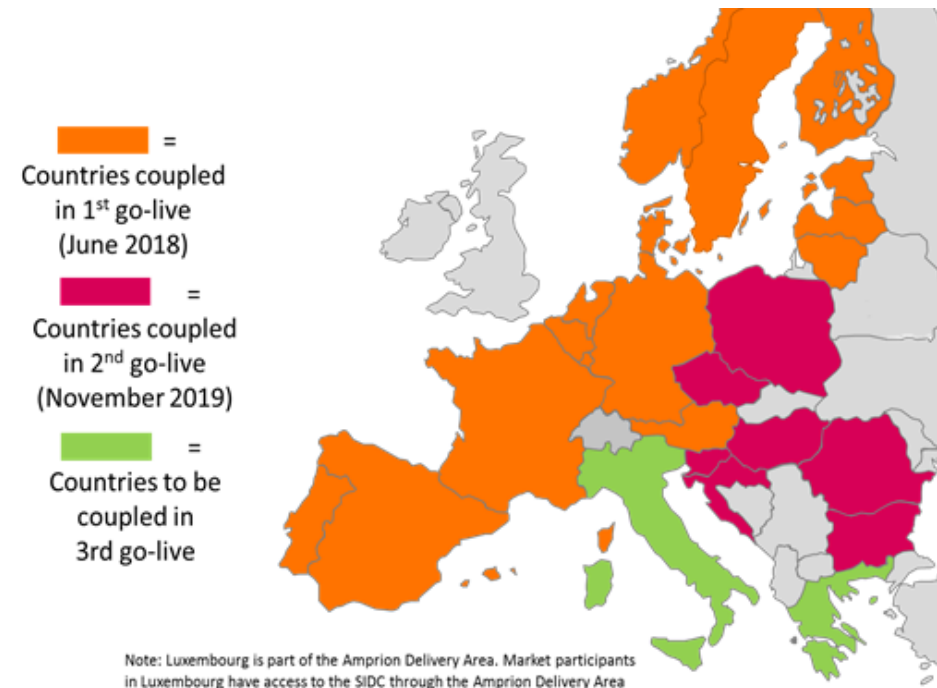 =
Countries coupled
in 1st go-live
(June 2018)
=
Countries coupled
in 2nd go-live
(November 2019)
=
Countries to be
coupled in
3rd go-live
Note: Luxembourg is part of the Amprion Delivery Area. Market participants
in Luxembourg have access to the SIDC through the Amprion Delivery Area